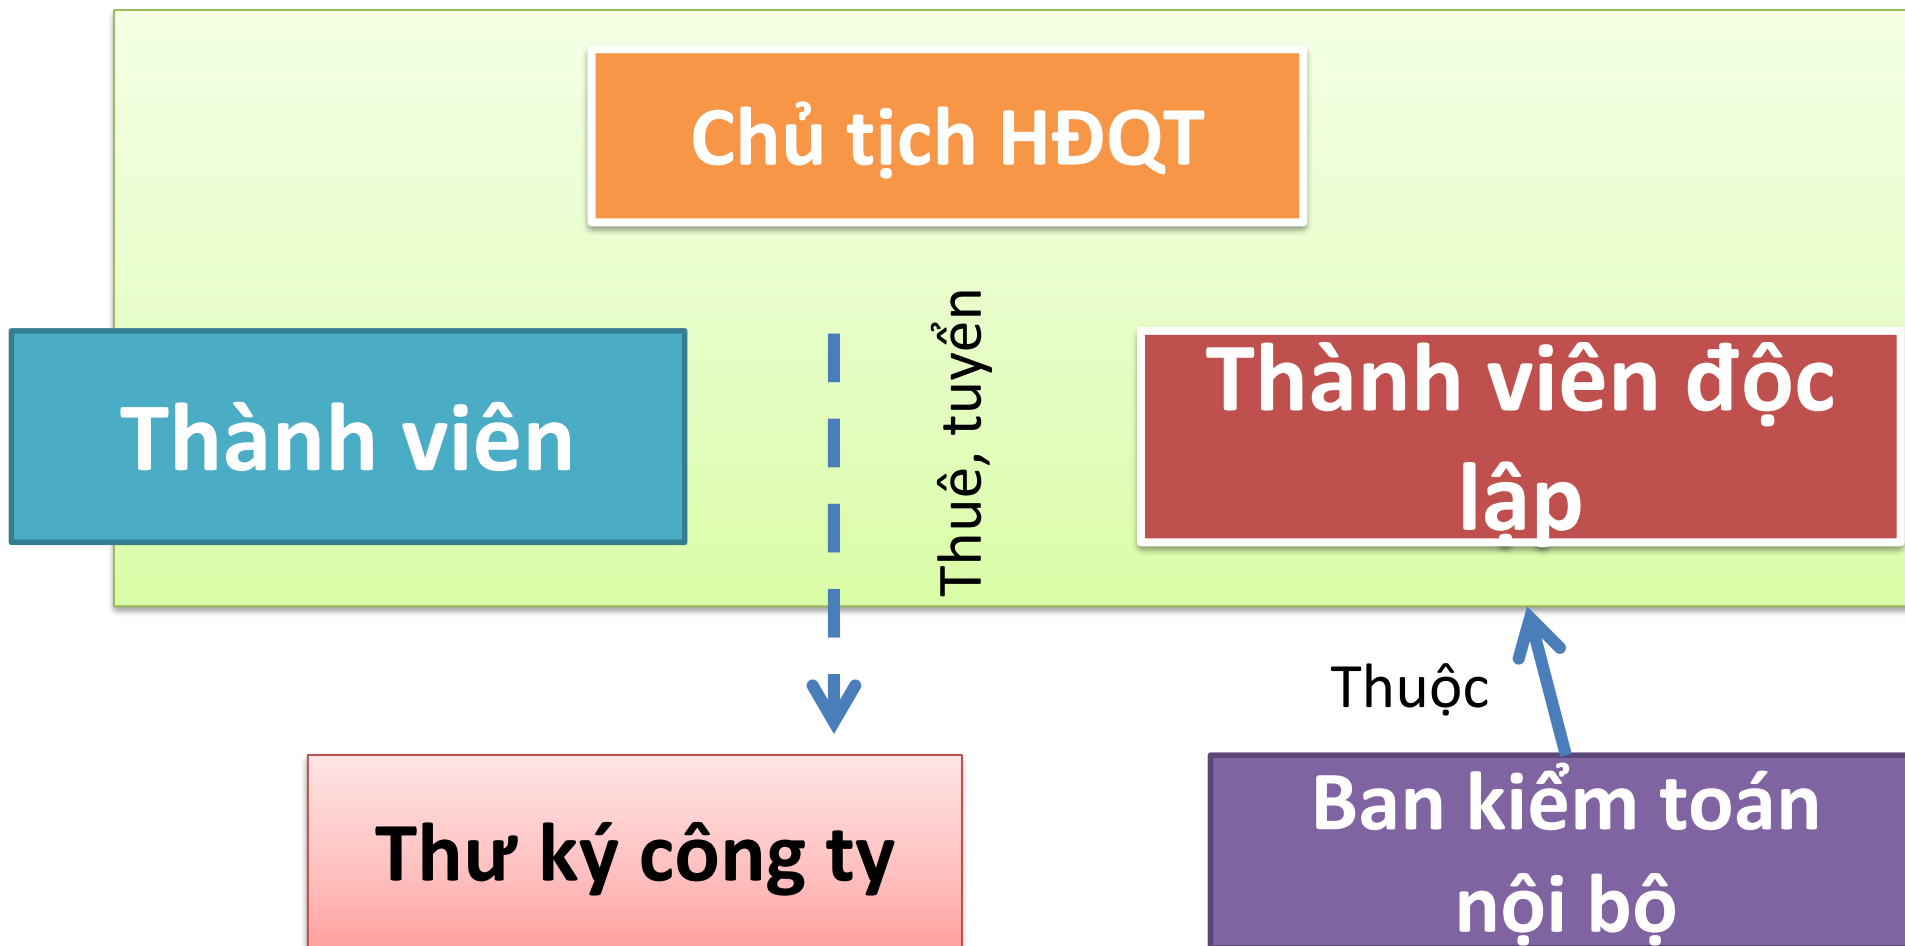 Chủ tịch HĐQT
Thành viên
Thuê, tuyển
Thành viên độc
lập
Thuộc
Thư ký công ty
Ban kiểm toán
nội bộ